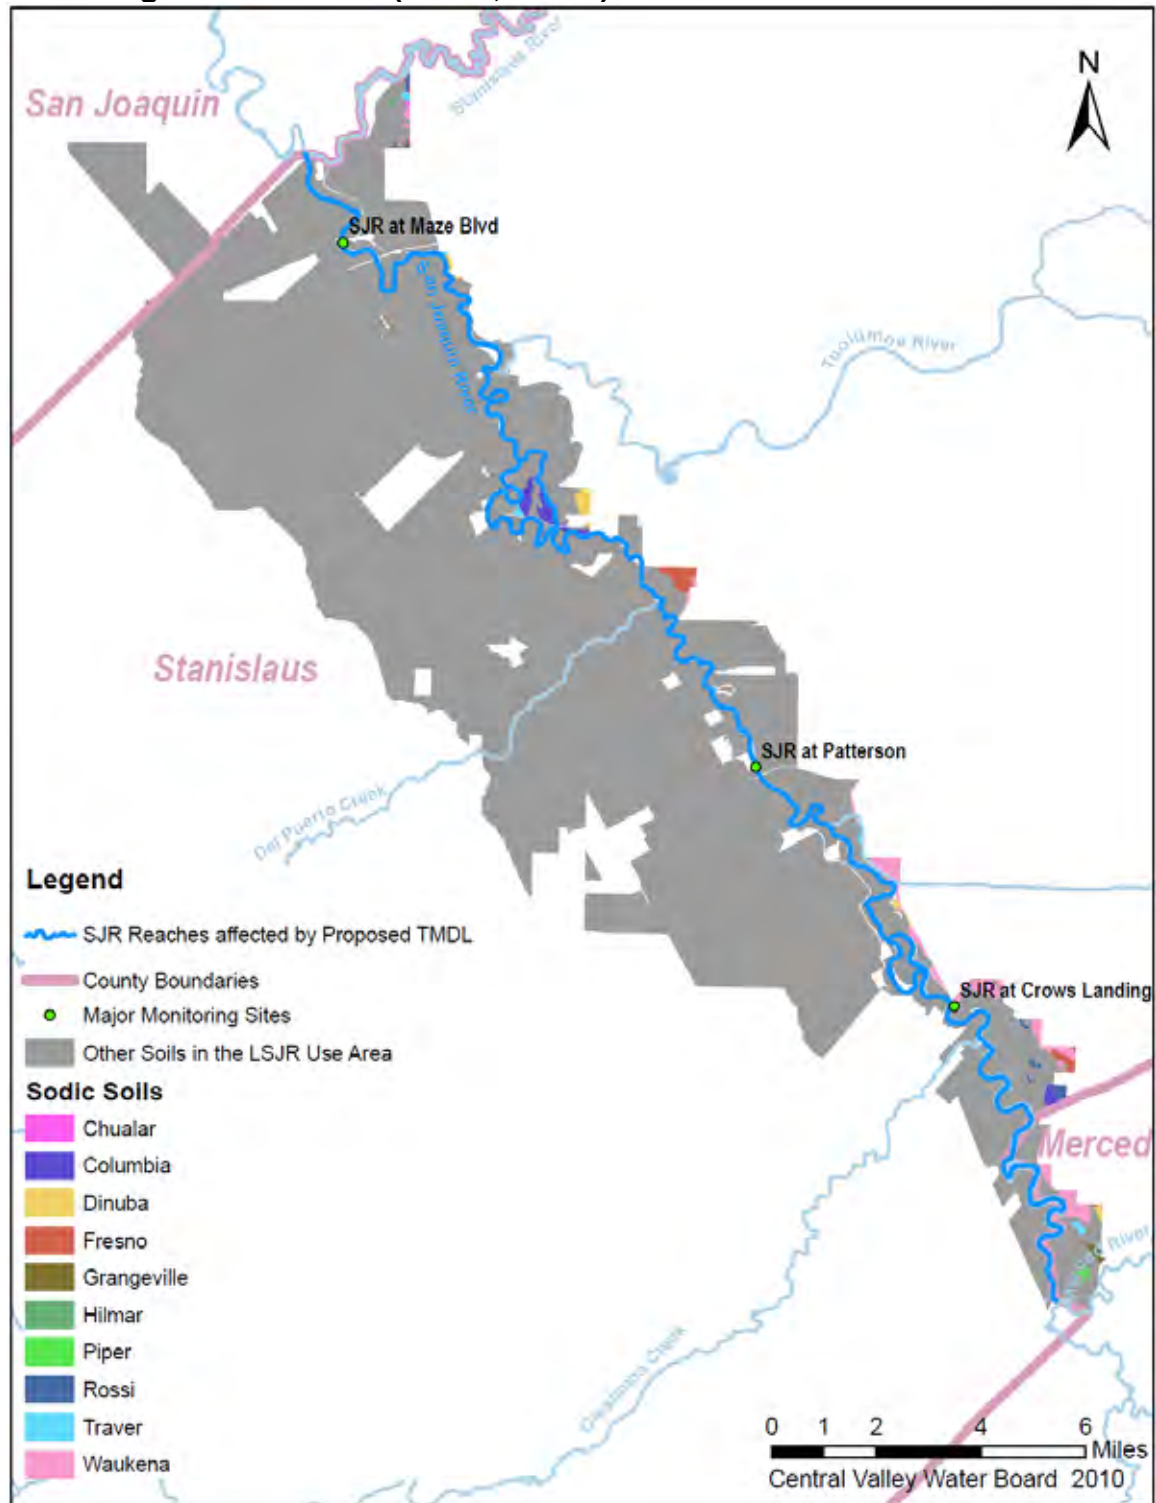 N
Stanislaus River
San Joaquin
SJR at Maze Blvd
San Joaquin River
Tuolumne River
Stanislaus
SJR at Patterson
Del Puerto Creek
Legend
SJR Reaches affected by Proposed TMDL
County Boundaries
SJR at Crows Landing
Major Monitoring Sites
Other Soils in the LSJR Use Area
Sodic Soils
Chualar
Merced
Columbia
Dinuba
River
Fresno
Grangeville
Hilmar
Piper
Orestimba Creek
Rossi
0 1 2 4 6
Traver
Miles
Waukena
Central Valley Water Board 2010